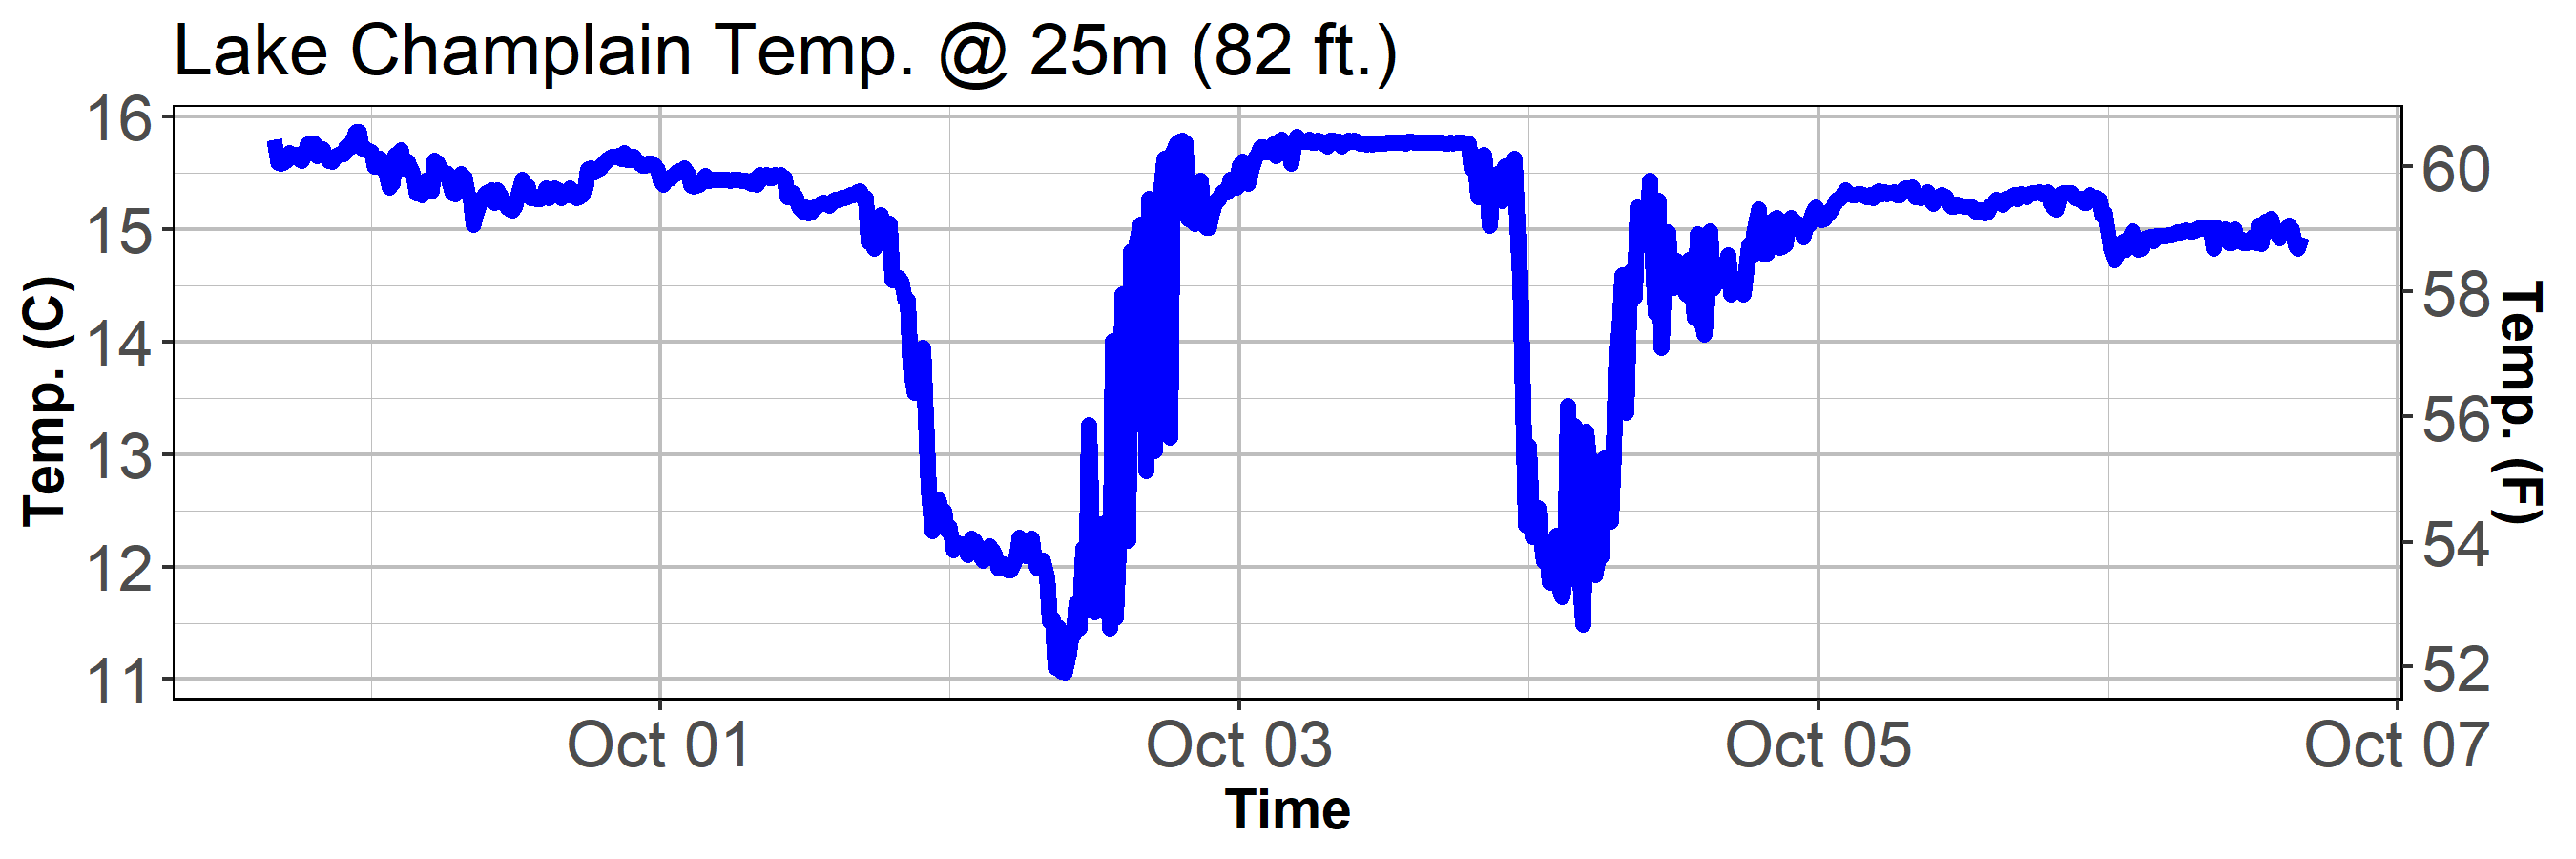 Lake Champlain Temp. @ 25m (82 ft.)
16
15
14
13
12
11
Temp. (C)
60
58
56
54
52
Temp. (F)
Oct 01 Oct 03 Oct 05 Oct 07
Time